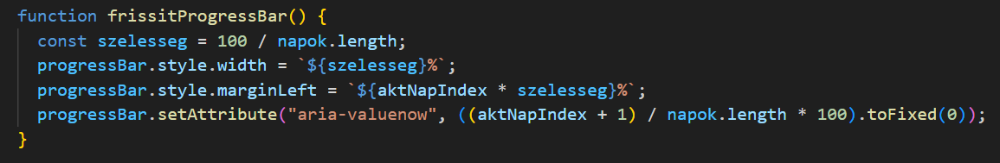 function frissitProgressBar() {
  const szelesseg = 100 / napok.length;
  progressBar.style.width = `${szelesseg}%`;
  progressBar.style.marginLeft = `${aktNapIndex * szelesseg}%`;
  progressBar.setAttribute("aria-valuenow", ((aktNapIndex + 1) / napok.length * 100).toFixed(0));
}